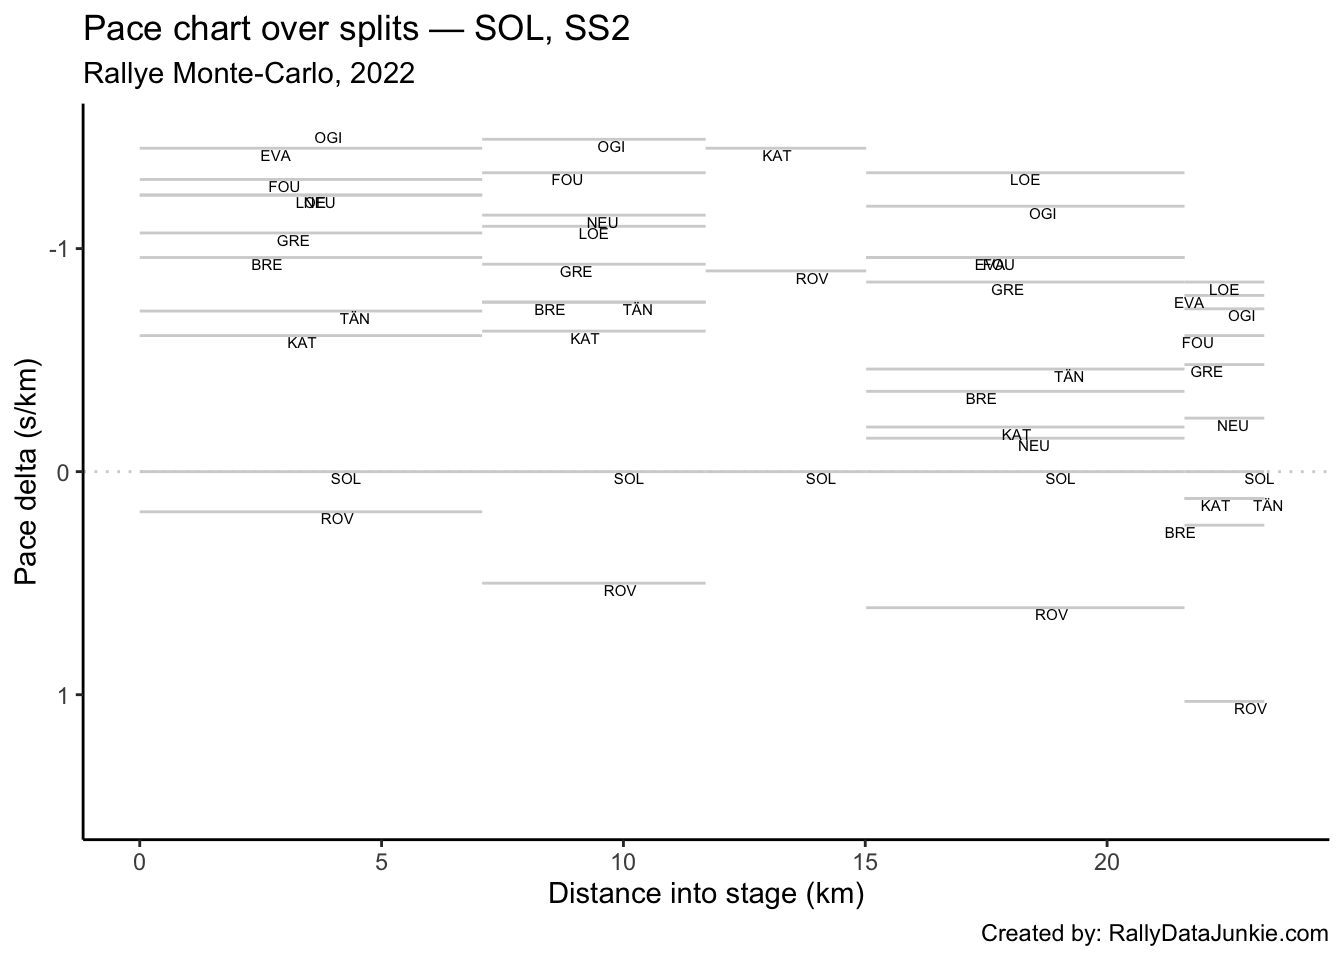 Pace chart over splits — SOL, SS2
Rallye Monte-Carlo, 2022
OGI
EVA
OGI
KAT
FOU
FOU
LOE
LOE NEU
OGI
NEU
LOE
GRE
-1
BRE
GRE
ROV
EVA FOU
GRE
LOE
EVA
BRE
TÄN
OGI
TÄN
KAT
KAT
FOU
GRE
TÄN
BRE
NEU
KAT
NEU
0
SOL
SOL
SOL
SOL
SOL
KAT
TÄN
ROV
BRE
ROV
ROV
1
ROV
Pace delta (s/km)
0
5
10
15
20
Distance into stage (km)
Created by: RallyDataJunkie.com